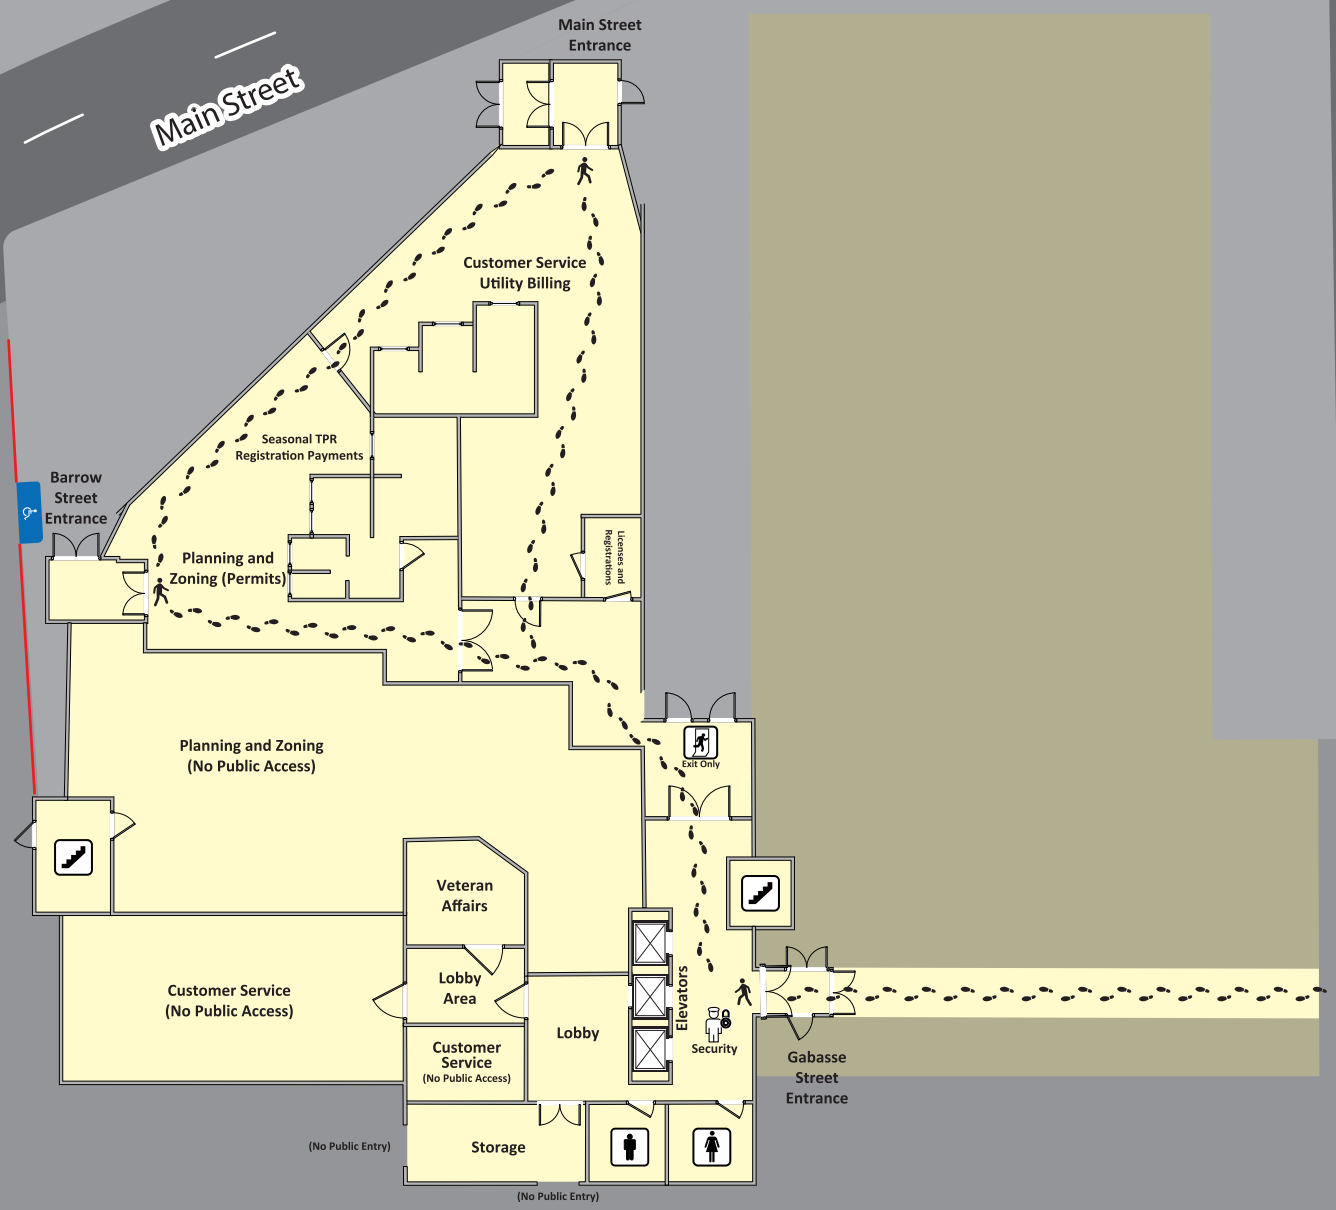 Main Street
Entrance
Main Street
Customer Service
Utility Billing
Seasonal TPR
Registration Payments
Barrow
Street
Entrance
Planning and
Zoning (Permits)
Licenses and
Registrations
Planning and Zoning
(No Public Access)
Exit Only
Veteran
Affairs
Lobby
Area
Customer Service
(No Public Access)
Elevators
Lobby
Security
Customer
Service
(No Public Access)
Gabasse
Street
Entrance
Storage
(No Public Entry)
(No Public Entry)